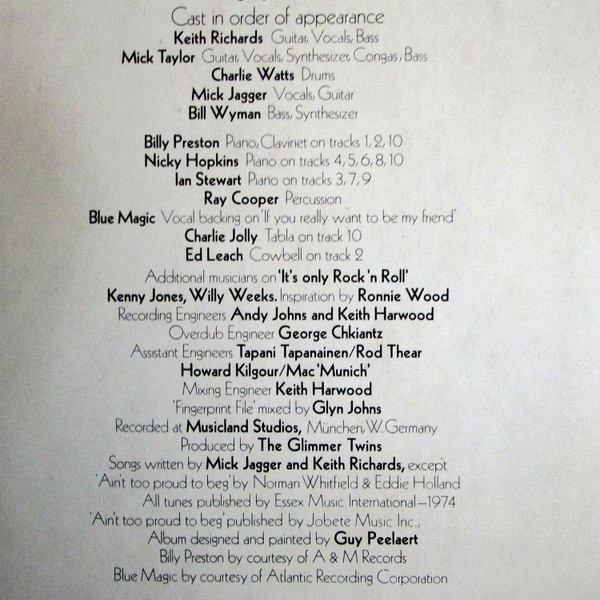 Cast in order of appearance
Keith Richards Guitar, Vocals, Bass
Mick Taylor Guitar, Vocals, Synthesizer, Congas, Bass
Charlie Watts Drums
Mick Jagger Vocals, Guitar
Bill Wyman Bass, Synthesizer
Billy Preston Piano, Clavinet on tracks 1, 2, 10
Nicky Hopkins Piano on tracks 4, 5, 6, 8, 10
Ian Stewart Piano on tracks 3, 7, 9
Ray Cooper Percussion
Blue Magic Vocal backing on 'If you really want to be my friend'
Charlie Jolly Tabla on track 10
Ed Leach Cowbell on track 2
Additional musicians on 'It's only Rock 'n Roll'
Kenny Jones, Willy Weeks. Inspiration by Ronnie Wood
Recording Engineers Andy Johns and Keith Harwood
Overdub Engineer George Chkiantz
Assistant Engineers Tapani Tapanainen/Rod Thear
Howard Kilgour/Mac 'Munich'
Mixing Engineer Keith Harwood
'Fingerprint File' mixed by Glyn Johns
Recorded at Musicland Studios, München, W. Germany
Produced by The Glimmer Twins
Songs written by Mick Jagger and Keith Richards, except
'Ain't too proud to beg' by Norman Whitfield & Eddie Holland
All tunes published by Essex Music International—1974
'Ain't too proud to beg' published by Jobete Music Inc.,
Album designed and painted by Guy Peelaert
Billy Preston by courtesy of A & M Records
Blue Magic by courtesy of Atlantic Recording Corporation